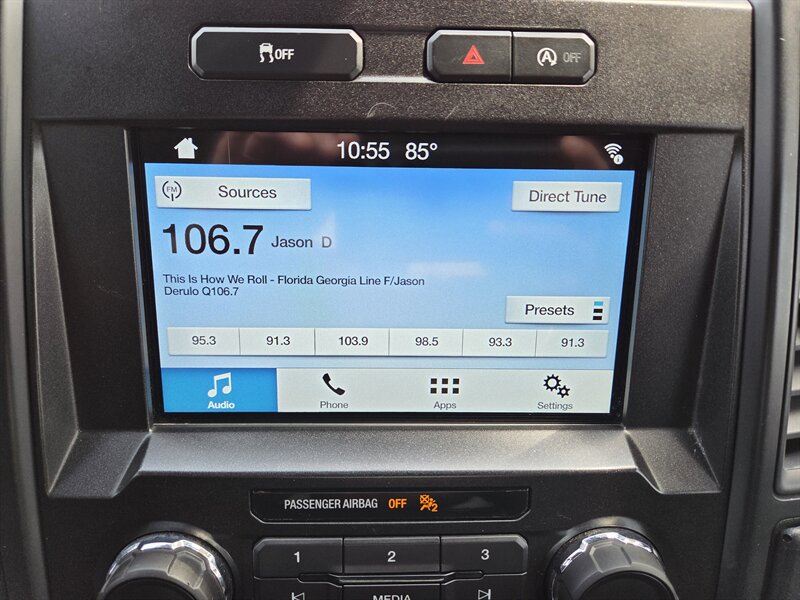 OFF
A OFF
10:55 85°
FM Sources
Direct Tune
106.7 Jason D
This Is How We Roll - Florida Georgia Line F/Jason
Derulo Q106.7
Presets
95.3 91.3 103.9 98.5 93.3 91.3
Audio Phone Apps Settings
PASSENGER AIRBAG OFF 2
1 2 3
MEDIA